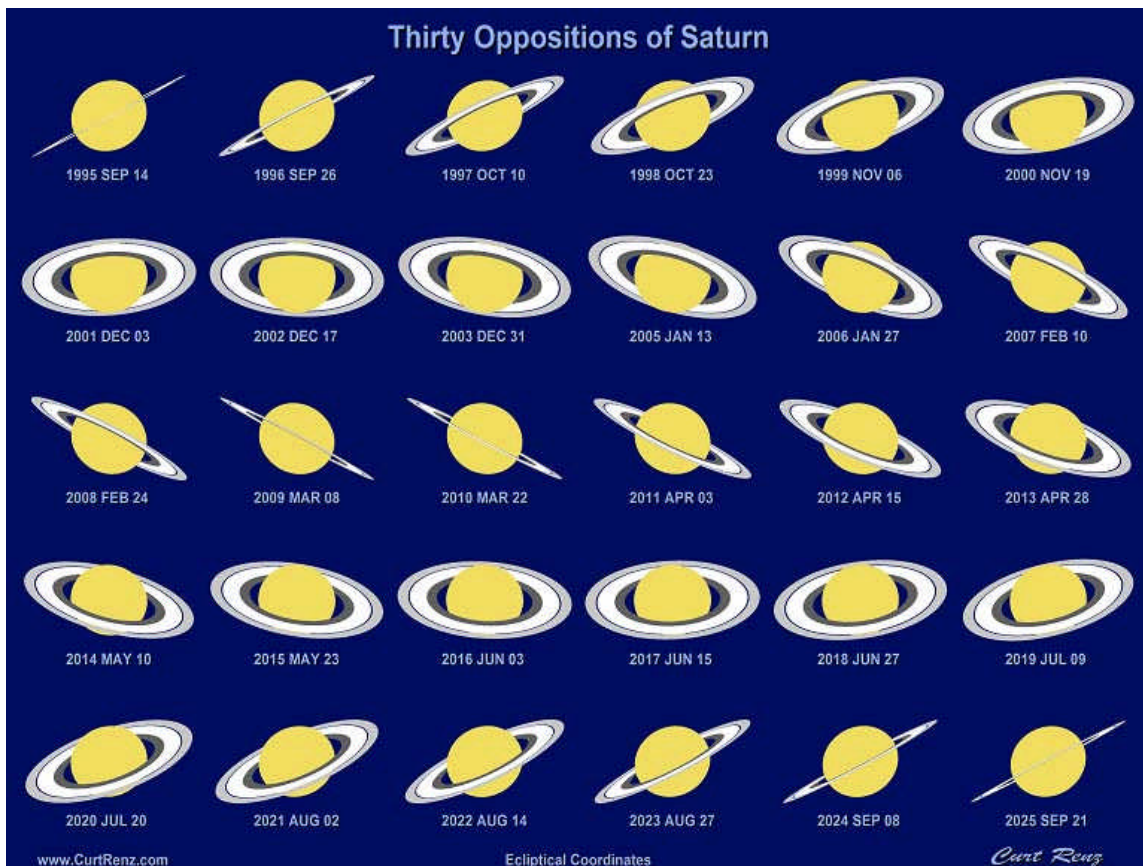 Thirty Oppositions of Saturn
1995 SEP 14 1996 SEP 26 1997 OCT 10 1998 OCT 23 1999 NOV 06 2000 NOV 19
2001 DEC 03 2002 DEC 17 2003 DEC 31 2005 JAN 13 2006 JAN 27 2007 FEB 10
2008 FEB 24 2009 MAR 08 2010 MAR 22 2011 APR 03 2012 APR 15 2013 APR 28
2014 MAY 10 2015 MAY 23 2016 JUN 03 2017 JUN 15 2018 JUN 27 2019 JUL 09
2020 JUL 20 2021 AUG 02 2022 AUG 14 2023 AUG 27 2024 SEP 08 2025 SEP 21
www.CurtRenz.com Ecliptical Coordinates Curt Renz